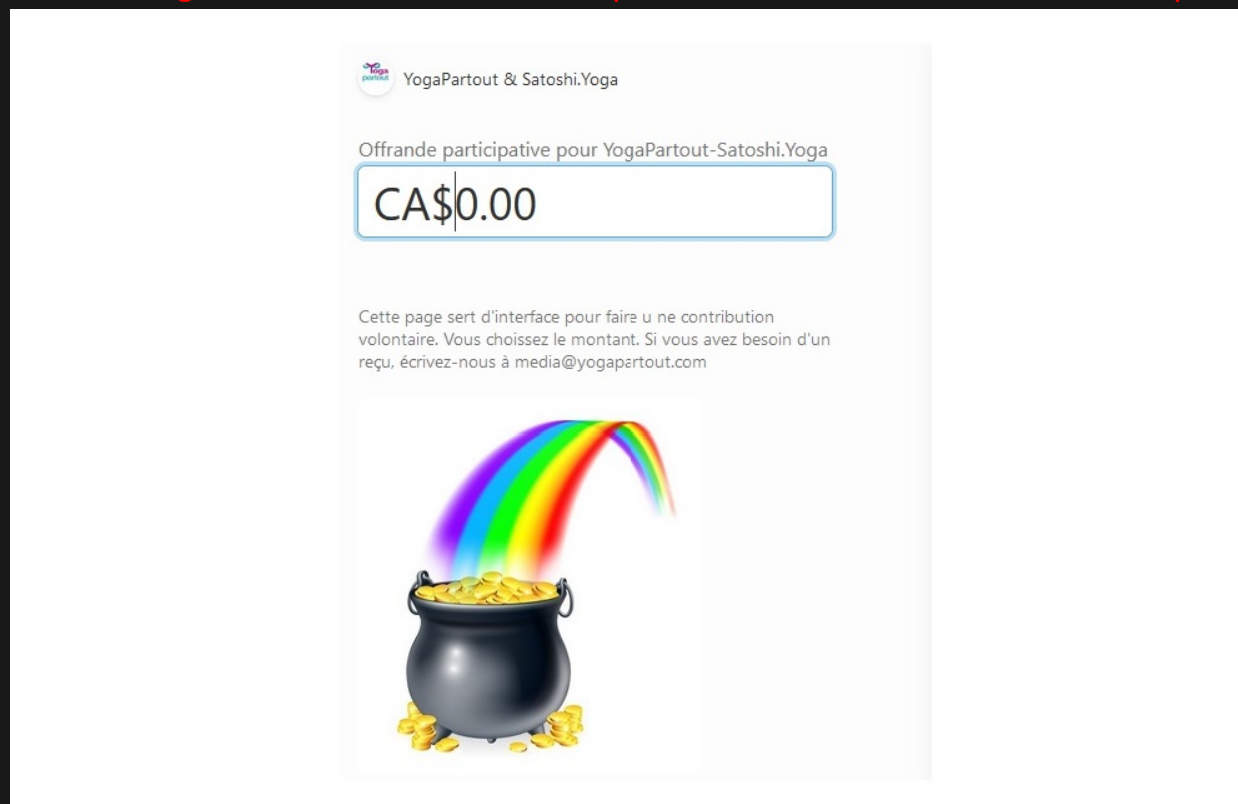 Yoga
partout
YogaPartout & Satoshi.Yoga
Offrande participative pour YogaPartout-Satoshi.Yoga
CA$0.00
Cette page sert d'interface pour faire u ne contribution
volontaire. Vous choissez le montant. Si vous avez besoin d'un
reçu, écrivez-nous à media@yogapartout.com